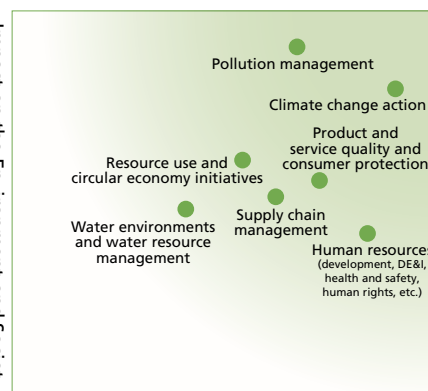 Pollution management
Climate change action
Product and
service quality and
consumer protection
Resource use and
circular economy initiatives
Supply chain
management
Water environments
and water resource
management
Human resources
(development, DE&I,
health and safety,
human rights, etc.)